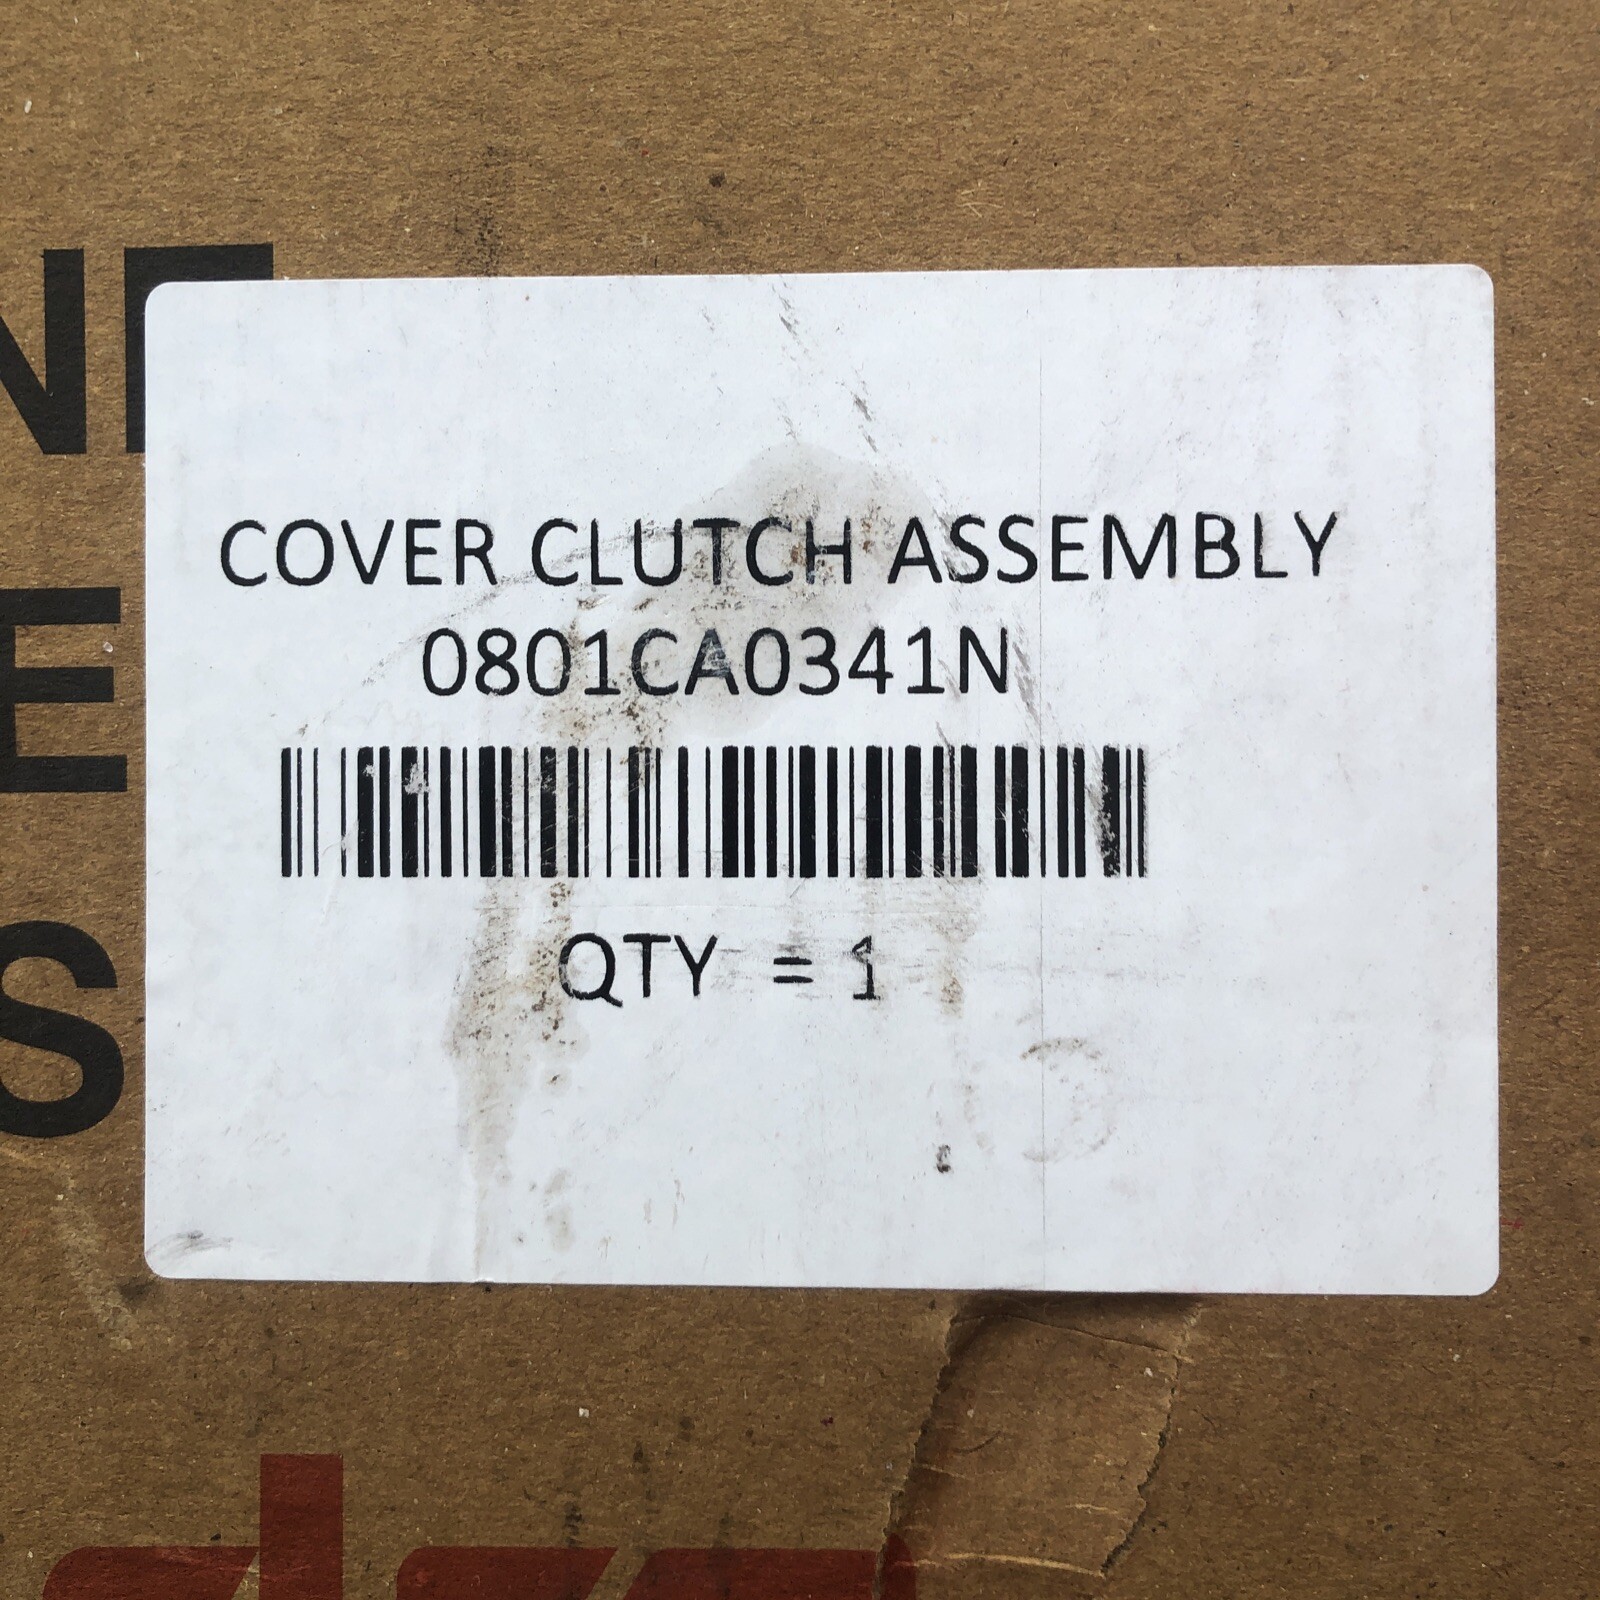 COVER CLUTCH ASSEMBLY
0801CA0341N
QTY = 1